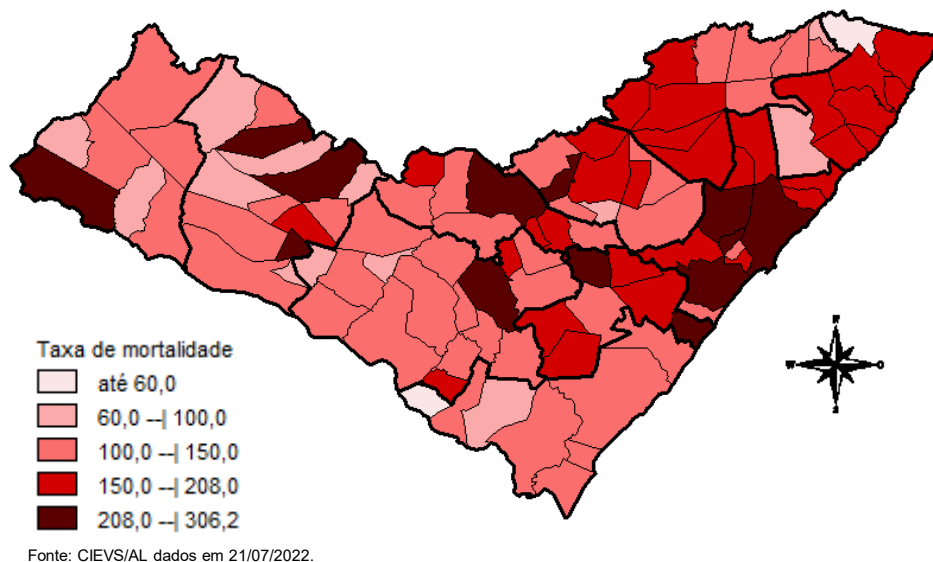 Taxa de mortalidade
até 60,0
60,0 --| 100,0
100,0 --| 150,0
150,0 --| 208,0
208,0 --| 306,2
Fonte: CIEVS/AL dados em 21/07/2022.